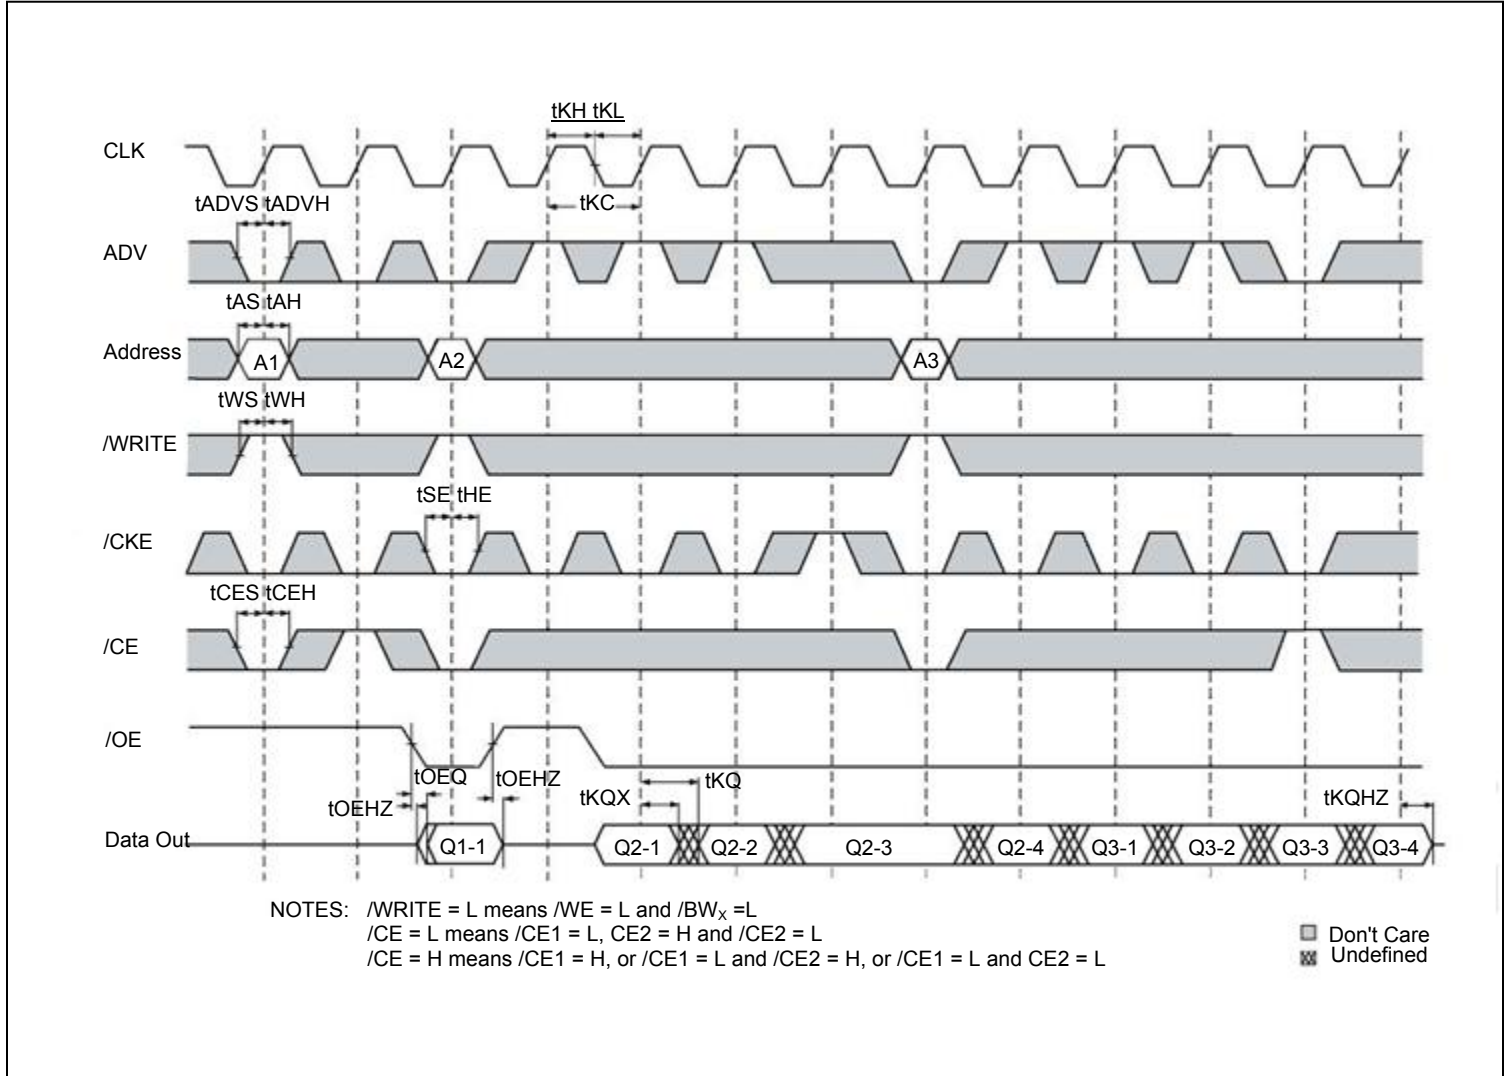 tKH tKL
CLK
tKC
tADVS tADVH
ADV
tAS tAH
Address
A1
A2
A3
tWS tWH
/WRITE
tSE tHE
/CKE
tCES tCEH
/CE
/OE
tOEQ
tOEHZ
tOEHZ
tKQX
tKQ
tKQHZ
Data Out
Q1-1
Q2-1
Q2-2
Q2-3
Q2-4
Q3-1
Q3-2
Q3-3
Q3-4
NOTES: /WRITE = L means /WE = L and /BWX =L
/CE = L means /CE1 = L, CE2 = H and /CE2 = L
/CE = H means /CE1 = H, or /CE1 = L and /CE2 = H, or /CE1 = L and CE2 = L
Don't Care
Undefined